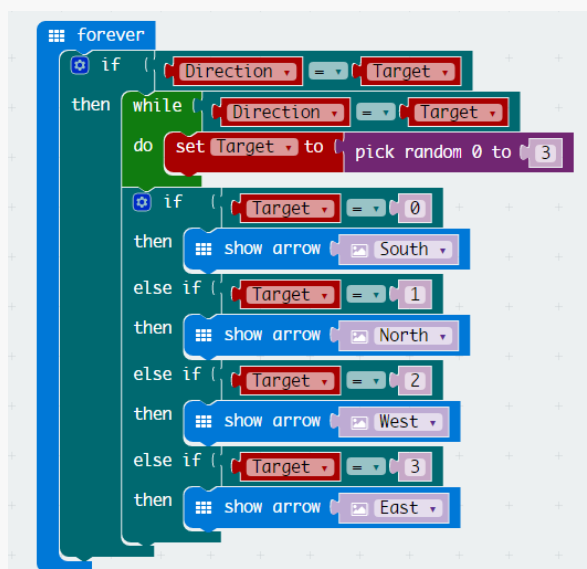 forever
if Direction = Target
then while Direction = Target
do set Target to pick random 0 to 3
if Target = 0
then show arrow South
else if Target = 1
then show arrow North
else if Target = 2
then show arrow West
else if Target = 3
then show arrow East